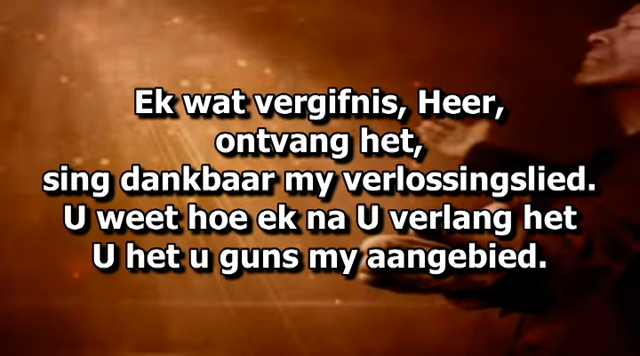 Ek wat vergifnis, Heer,
ontvang het,
sing dankbaar my verlossingslied.
U weet hoe ek na U verlang het
U het u guns my aangebied.